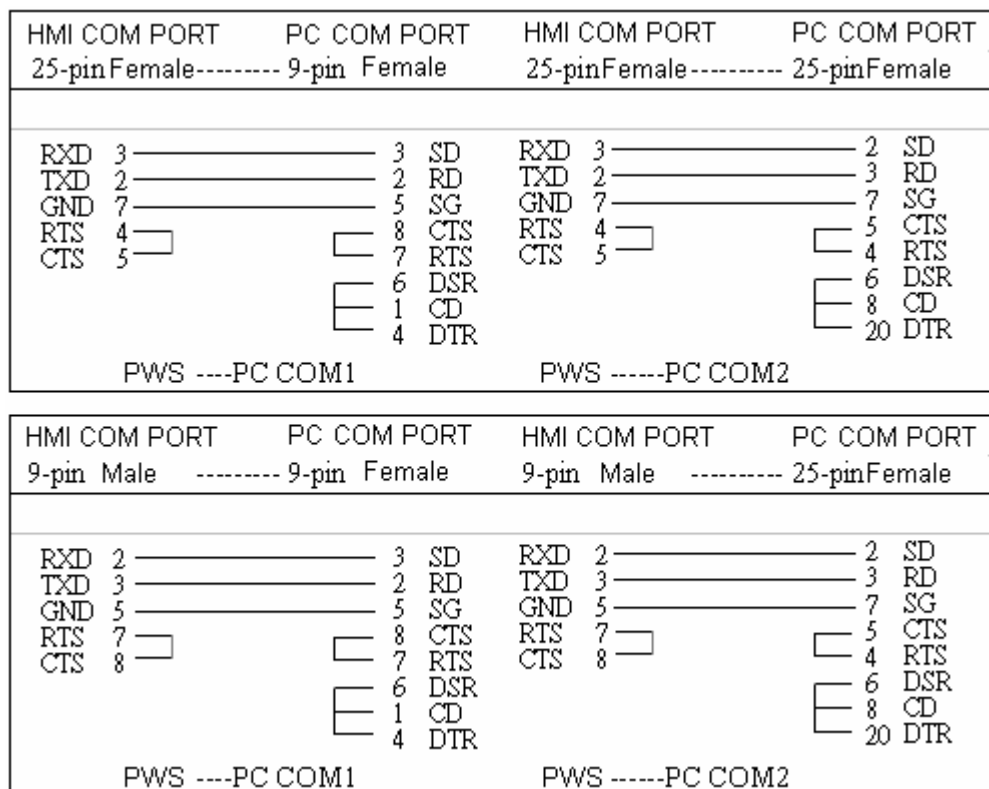 HMI COM PORT PC COM PORT HMI COM PORT PC COM PORT
25-pin Female--------- 9-pin Female 25-pinFemale---------- 25-pinFemale
RXD 3 3 SD RXD 3 2 SD
TXD 2 2 RD TXD 2 3 RD
GND 7 5 SG GND 7 7 SG
RTS 4 8 CTS RTS 4 5 CTS
CTS 5 7 RTS CTS 5 4 RTS
6 DSR 6 DSR
1 CD 8 CD
4 DTR 20 DTR
PWS ----PC COM1 PWS ------PC COM2
HMI COM PORT PC COM PORT HMI COM PORT PC COM PORT
9-pin Male --------- 9-pin Female 9-pin Male ---------- 25-pinFemale
RXD 2 3 SD RXD 2 2 SD
TXD 3 2 RD TXD 3 3 RD
GND 5 5 SG GND 5 7 SG
RTS 7 8 CTS RTS 7 5 CTS
CTS 8 7 RTS CTS 8 4 RTS
6 DSR 6 DSR
1 CD 8 CD
4 DTR 20 DTR
PWS ----PC COM1 PWS ------PC COM2